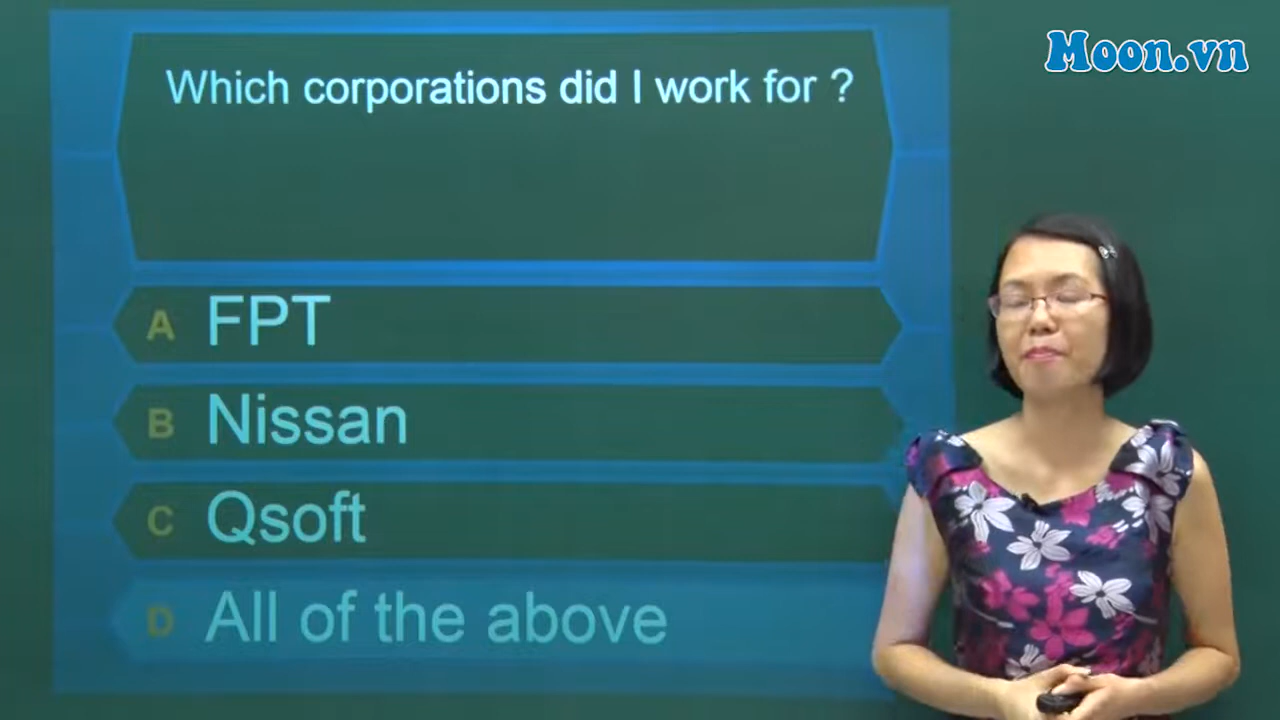 Moon.vn
Which corporations did I work for ?
A FPT
B Nissan
C Qsoft
D All of the above